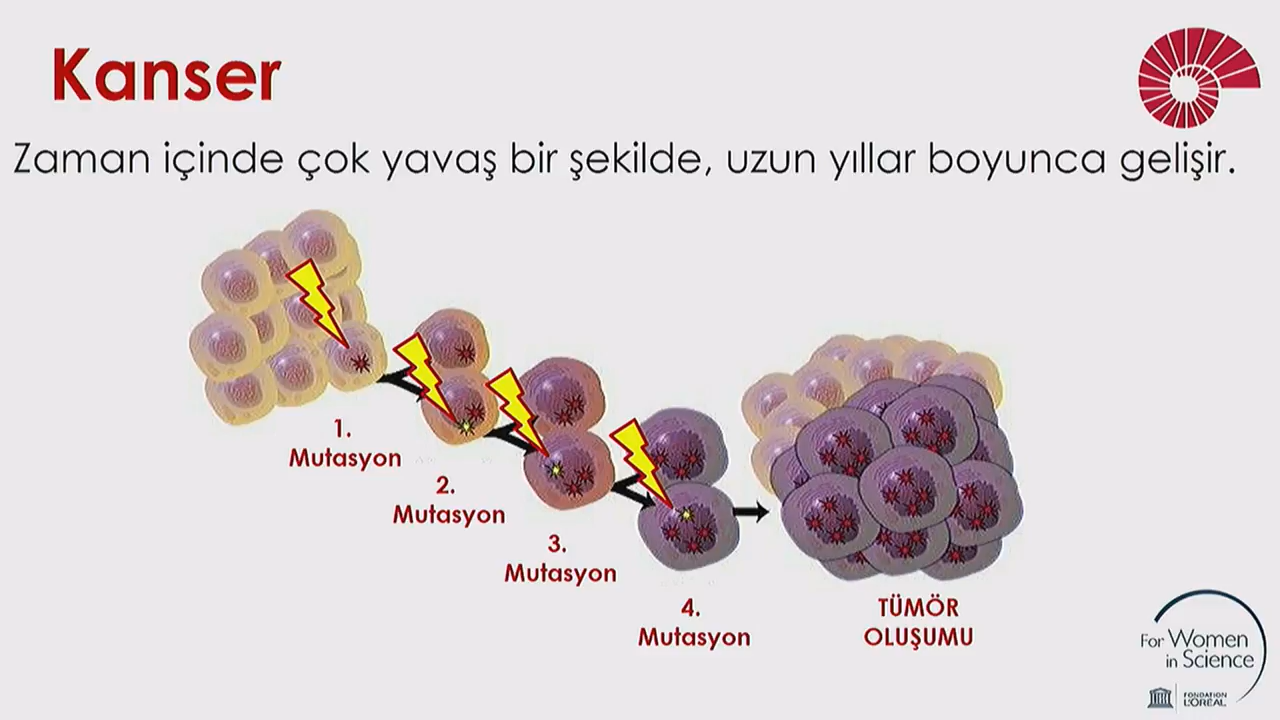 Kanser
Zaman içinde çok yavaş bir şekilde, uzun yıllar boyunca gelişir.
1.
Mutasyon
2.
Mutasyon
3.
Mutasyon
4.
Mutasyon
TÜMÖR
OLUŞUMU
For Women
in Science
FONDATION
L'ORÉAL